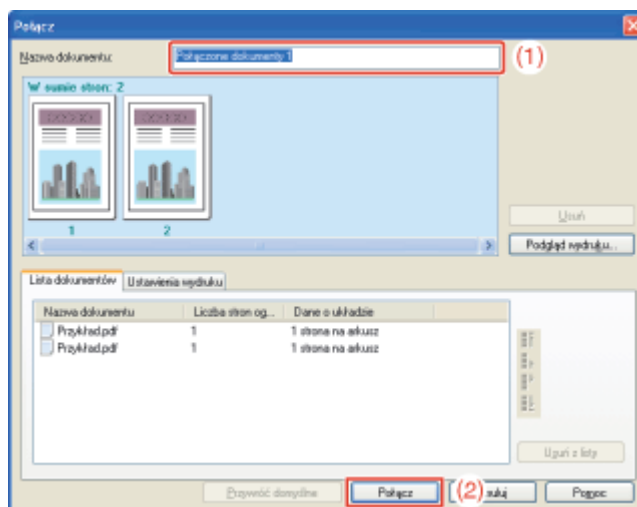 Połącz
Nazwa dokumentu: Połączone dokumenty 1 (1)
W sumie stron: 2
1 2
Usuń
Podgląd wydruku...
Lista dokumentów Ustawienia wydruku
Nazwa dokumentu Liczba stron og... Dane o układzie
Przykład.pdf 1 1 strona na arkusz
Przykład.pdf 1 1 strona na arkusz
Usuń z listy
Przywróć domyślne Połącz (2) Pomoc